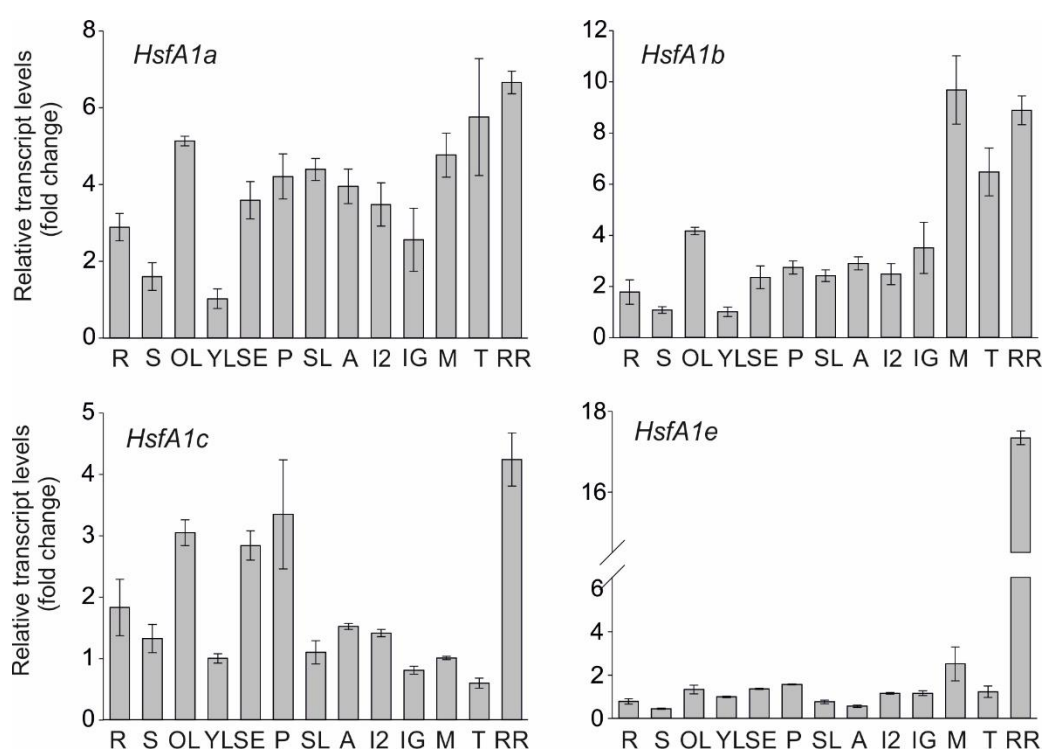 HsfA1a
Relative transcript levels
(fold change)
8
6
4
2
0
R S OL YL SE P SL A I2 IG M T RR
HsfA1b
12
10
8
6
4
2
0
R S OL YL SE P SL A I2 IG M T RR
HsfA1c
Relative transcript levels
(fold change)
5
4
3
2
1
0
R S OL YL SE P SL A I2 IG M T RR
HsfA1e
18
16
6
4
2
0
R S OL YL SE P SL A I2 IG M T RR